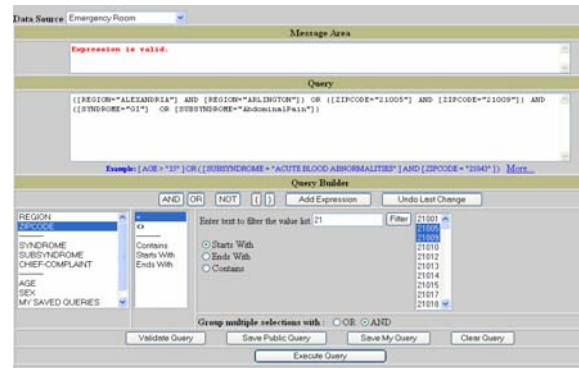 Data Source Emergency Room
Message Area
Expression is valid.
Query
([REGION="ALEXANDRIA"] AND [REGION="ARLINGTON"]) OR ([ZIPCODE="21005"] AND [ZIPCODE="21009"]) AND
([SYNDROME="GI"] OR [SUBSYNDROME="AbdominalPain"])
Example: [ AGE > "35" ] OR ( [ SUBSYNDROME = "ACUTE BLOOD ABNORMALITIES" ] AND [ ZIPCODE = "21043" ] ) More...
Query Builder
AND OR NOT ( ) Add Expression Undo Last Change
REGION
ZIPCODE
SYNDROME
SUBSYNDROME
CHIEF-COMPLAINT
AGE
SEX
MY SAVED QUERIES
=
<>
Contains
Starts With
Ends With
Enter text to filter the value list 21 Filter
Starts With
Ends With
Contains
21001
21005
21009
21010
21012
21013
21014
21015
21017
21018
Group multiple selections with : OR AND
Validate Query Save Public Query Save My Query Clear Query
Execute Query